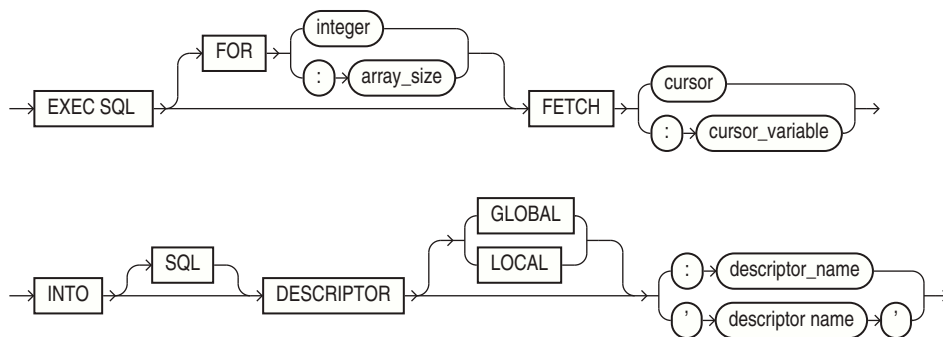 integer
FOR
: array_size
EXEC SQL FETCH cursor
: cursor_variable
GLOBAL
SQL LOCAL
INTO DESCRIPTOR : descriptor_name
' descriptor name '